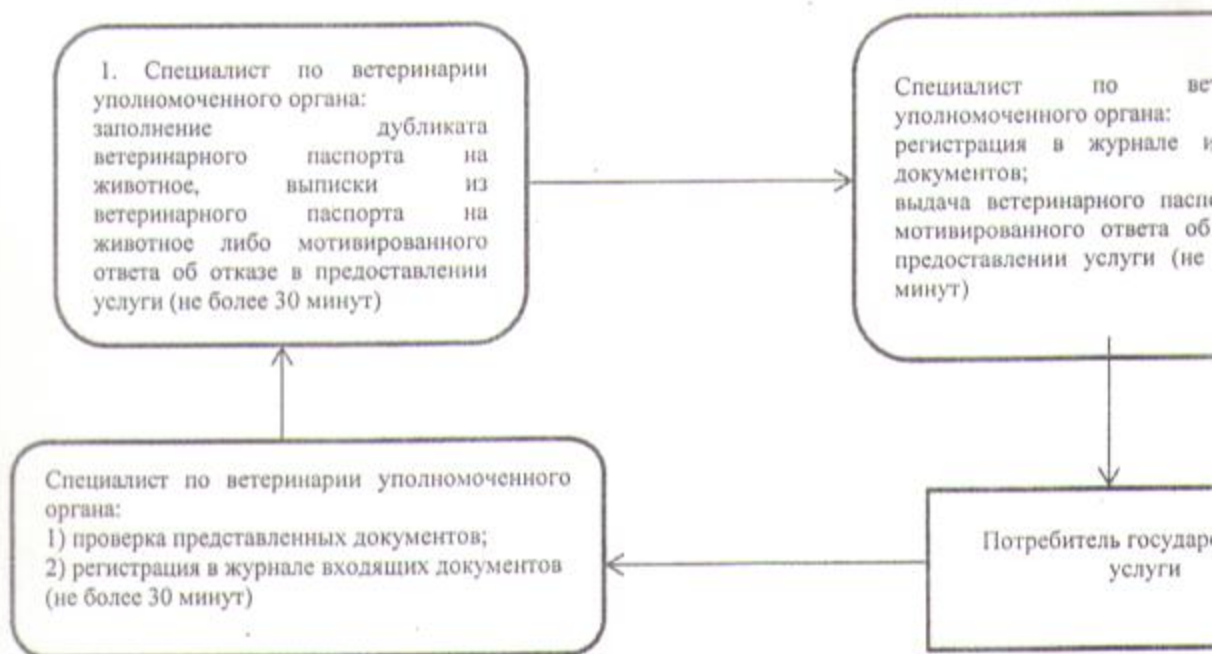 1. Специалист по ветеринарии
уполномоченного органа:
заполнение дубликата
ветеринарного паспорта на
животное, выписки из
ветеринарного паспорта на
животное либо мотивированного
ответа об отказе в предоставлении
услуги (не более 30 минут)
Специалист по
уполномоченного органа:
регистрация в журнале
документов;
выдача ветеринарного
мотивированного ответа об
предоставлении услуги (не
минут)
Специалист по ветеринарии уполномоченного
органа:
1) проверка представленных документов;
2) регистрация в журнале входящих документов
(не более 30 минут)
Потребитель
услуги